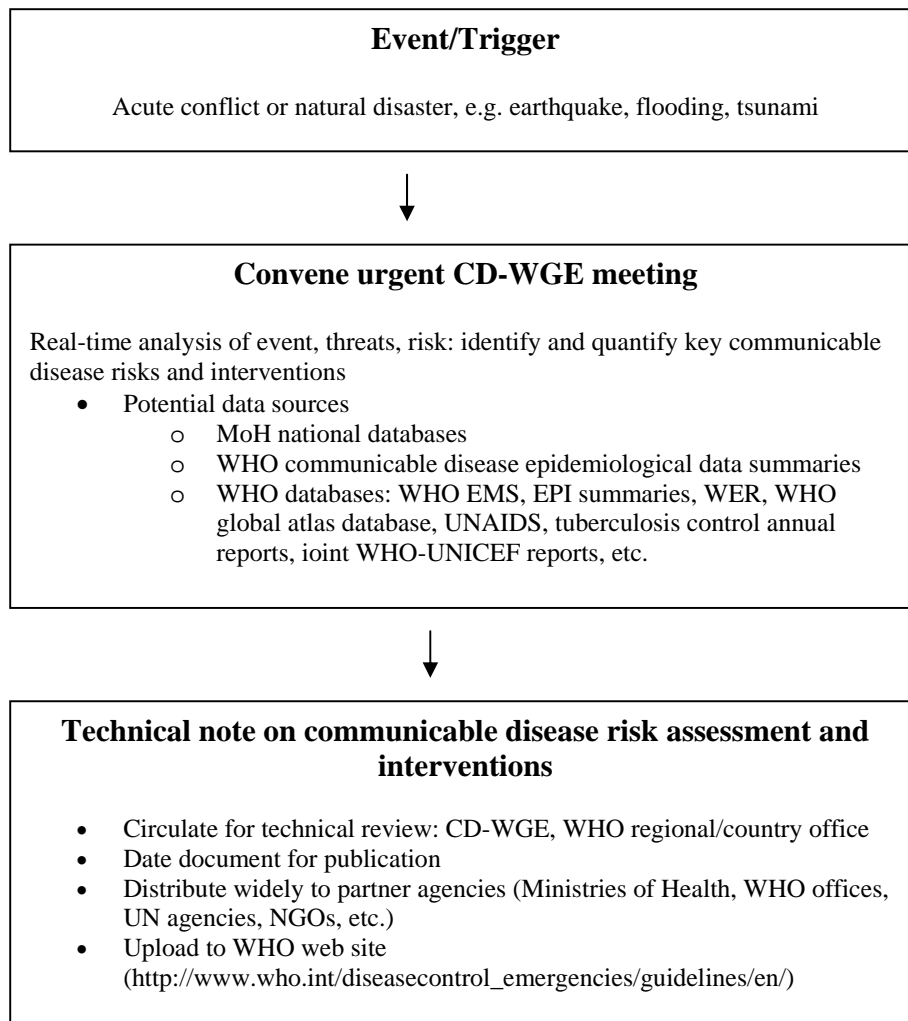 Event/Trigger
Acute conflict or natural disaster, e.g. earthquake, flooding, tsunami
Convene urgent CD-WGE meeting
Real-time analysis of event, threats, risk: identify and quantify key communicable
disease risks and interventions
• Potential data sources
o MoH national databases
o WHO communicable disease epidemiological data summaries
o WHO databases: WHO EMS, EPI summaries, WER, WHO
global atlas database, UNAIDS, tuberculosis control annual
reports, ioint WHO-UNICEF reports, etc.
Technical note on communicable disease risk assessment and
interventions
• Circulate for technical review: CD-WGE, WHO regional/country office
• Date document for publication
• Distribute widely to partner agencies (Ministries of Health, WHO offices,
UN agencies, NGOs, etc.)
• Upload to WHO web site
(http://www.who.int/diseasecontrol_emergencies/guidelines/en/)